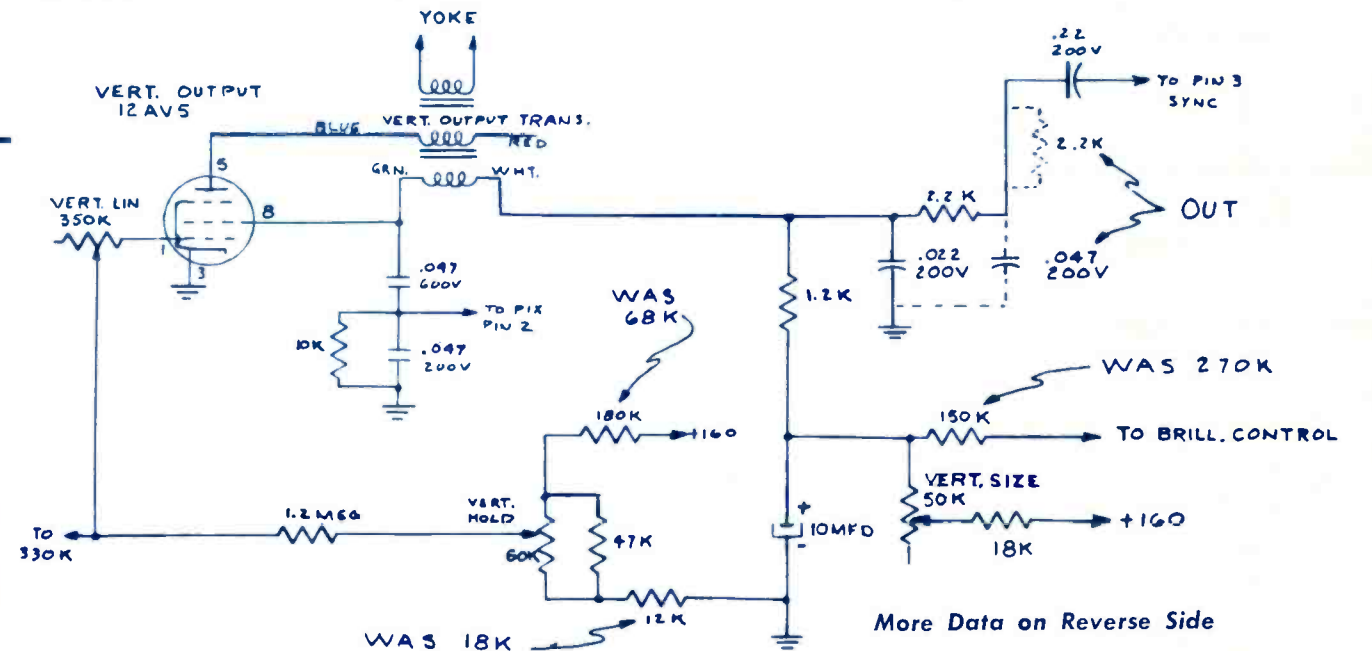 YOKE
.22
200V
TO PIN 3
SYNC
VERT. OUTPUT
12AV5
BLUE
VERT. OUTPUT TRANS.
RED
2.2K
5
GRN.
WHT.
VERT. LIN
350K
8
2.2K
OUT
1
3
.022
200V
.047
200V
.047
600V
WAS
68K
1.2K
TO PIX
PIN 2
10K
.047
200V
WAS 270K
180K
+160
150K
TO BRILL. CONTROL
VERT. SIZE
50K
VERT.
HOLD
1.2MEG
+
10MFD
-
+160
TO
330K
47K
18K
12K
More Data on Reverse Side
WAS 18K